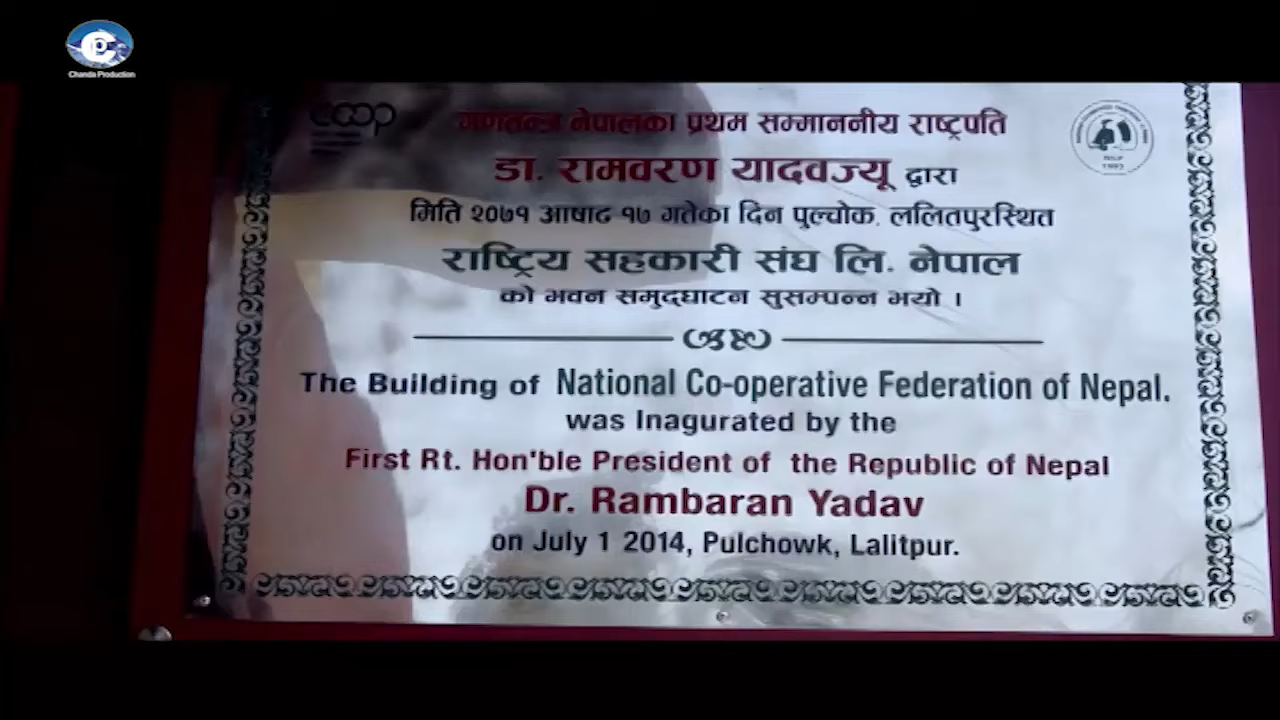 Chanda Production
coop
गणतन्त्र नेपालका प्रथम सम्माननीय राष्ट्रपति
डा. रामवरण यादवज्यू द्वारा
मिति २०७१ आषाढ १७ गतेका दिन पुल्चोक, ललितपुरस्थित
राष्ट्रिय सहकारी संघ लि. नेपाल
को भवन समुद्घाटन सुसम्पन्न भयो ।
The Building of National Co-operative Federation of Nepal.
was Inagurated by the
First Rt. Hon'ble President of the Republic of Nepal
Dr. Rambaran Yadav
on July 1 2014, Pulchowk, Lalitpur.